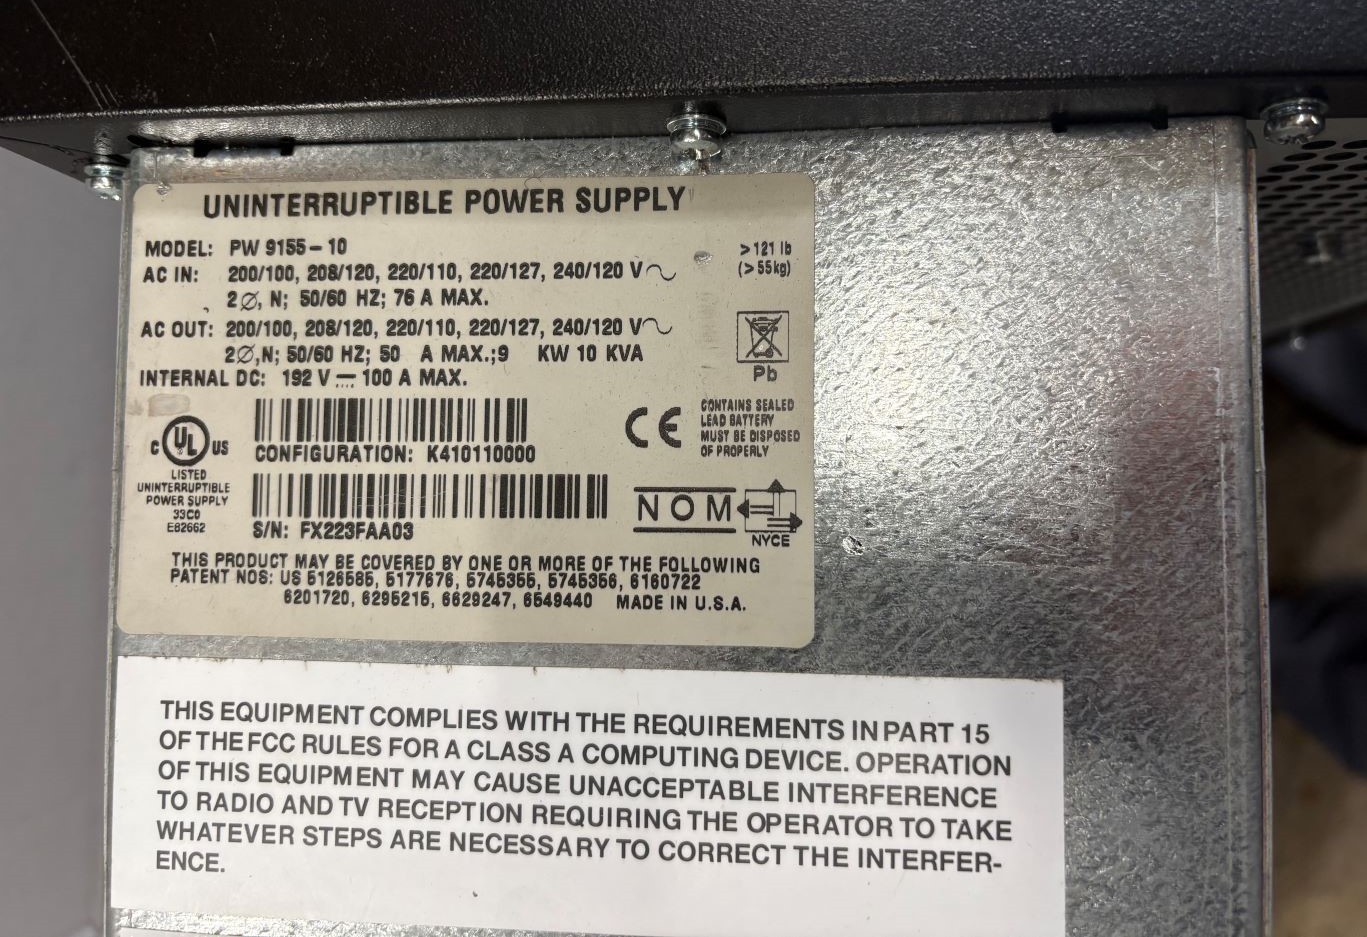 UNINTERRUPTIBLE POWER SUPPLY
MODEL: PW 9155-10
>121 lb
(>55kg)
AC IN: 200/100, 208/120, 220/110, 220/127, 240/120 V~
2Ø, N; 50/60 HZ; 76 A MAX.
AC OUT: 200/100, 208/120, 220/110, 220/127, 240/120 V~
2Ø,N; 50/60 HZ; 50 A MAX.;9 KW 10 KVA
INTERNAL DC: 192 V ⎓ 100 A MAX.
Pb
C UL US
LISTED
UNINTERRUPTIBLE
POWER SUPPLY
33C0
E82662
CONFIGURATION: K410110000
S/N: FX223FAA03
CE
CONTAINS SEALED
LEAD BATTERY
MUST BE DISPOSED
OF PROPERLY
NOM
NYCE
THIS PRODUCT MAY BE COVERED BY ONE OR MORE OF THE FOLLOWING
PATENT NOS: US 5126585, 5177676, 5745355, 5745356, 6160722
6201720, 6295215, 6629247, 6549440 MADE IN U.S.A.
THIS EQUIPMENT COMPLIES WITH THE REQUIREMENTS IN PART 15
OF THE FCC RULES FOR A CLASS A COMPUTING DEVICE. OPERATION
OF THIS EQUIPMENT MAY CAUSE UNACCEPTABLE INTERFERENCE
TO RADIO AND TV RECEPTION REQUIRING THE OPERATOR TO TAKE
WHATEVER STEPS ARE NECESSARY TO CORRECT THE INTERFER-
ENCE.